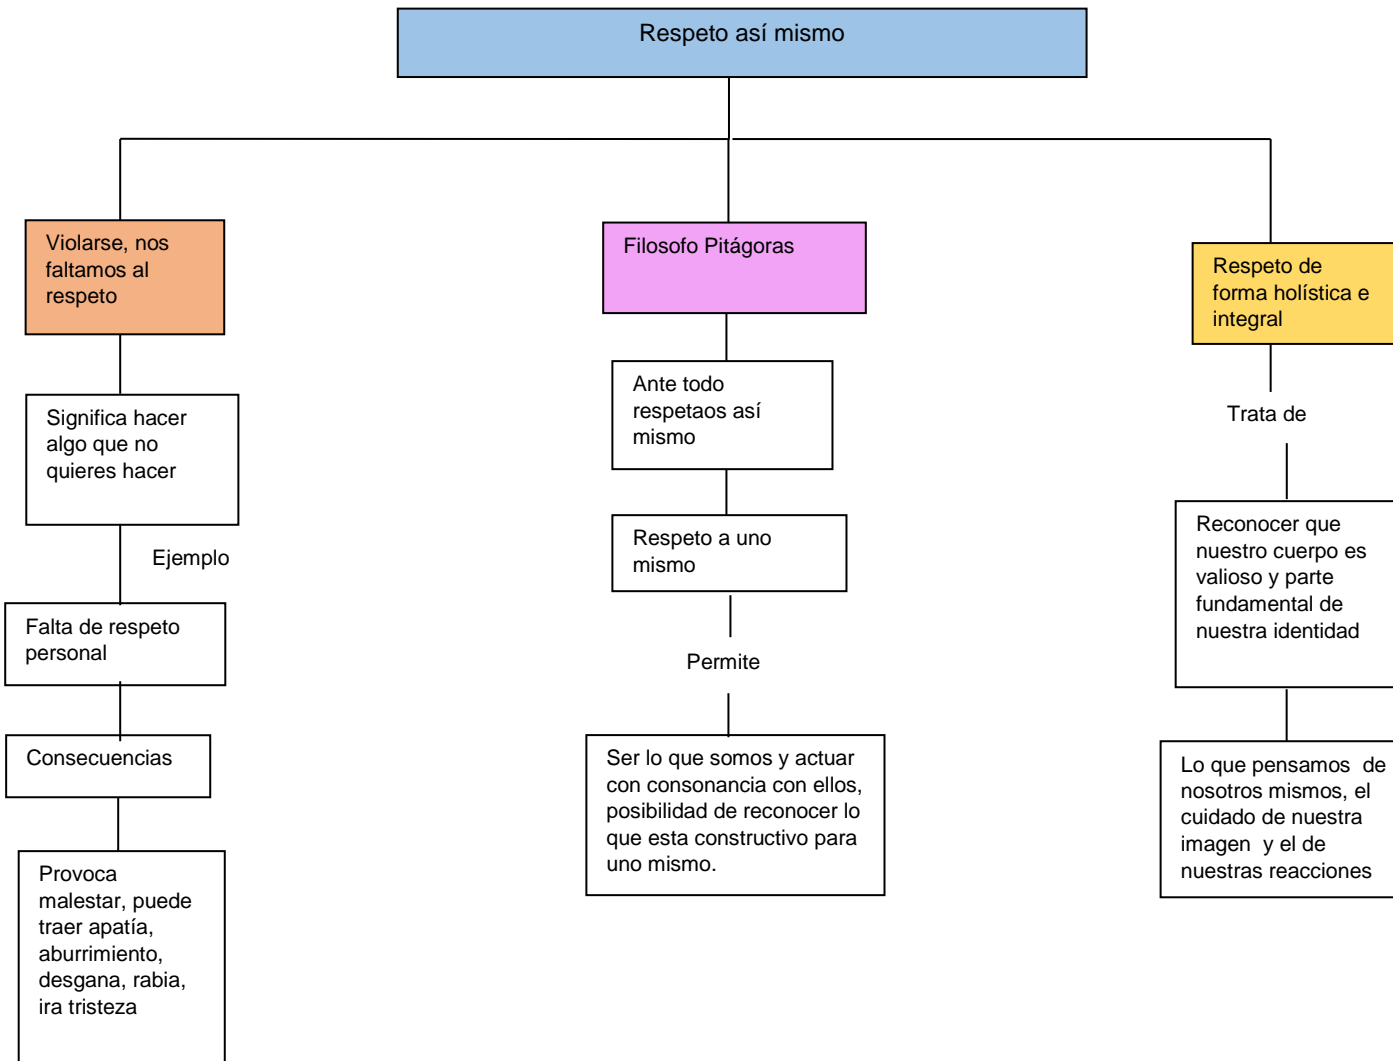 Respeto así mismo
Violarse, nos
faltamos al
respeto
Significa hacer
algo que no
quieres hacer
Ejemplo
Falta de respeto
personal
Consecuencias
Provoca
malestar, puede
traer apatía,
aburrimiento,
desgana, rabia,
ira tristeza
Filosofo Pitágoras
Ante todo
respetaos así
mismo
Respeto a uno
mismo
Permite
Ser lo que somos y actuar
con consonancia con ellos,
posibilidad de reconocer lo
que esta constructivo para
uno mismo.
Respeto de
forma holística e
integral
Trata de
Reconocer que
nuestro cuerpo es
valioso y parte
fundamental de
nuestra identidad
Lo que pensamos  de
nosotros mismos, el
cuidado de nuestra
imagen  y el de
nuestras reacciones